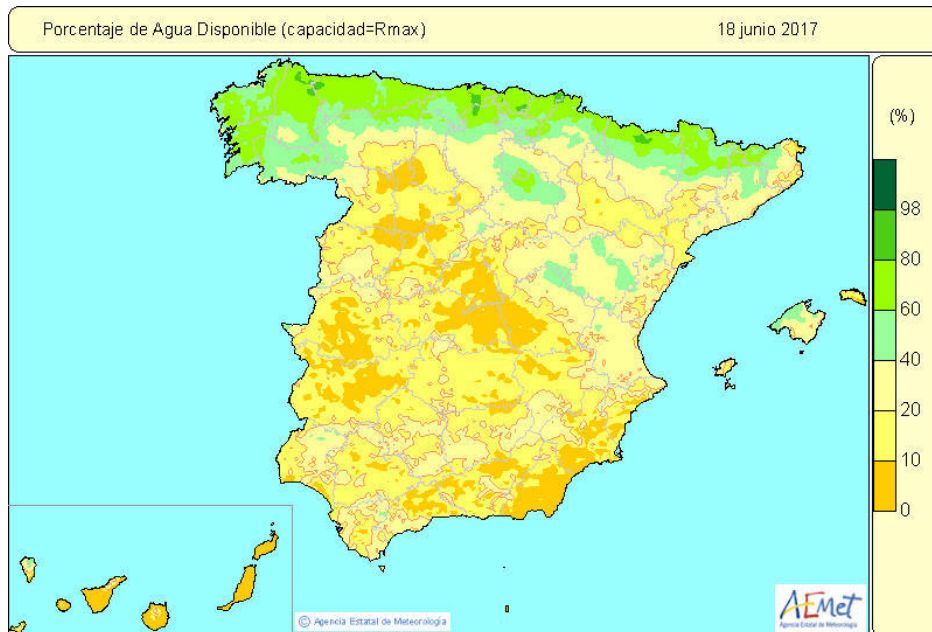 Porcentaje de Agua Disponible (capacidad=Rmax) 18 junio 2017
(%)
98
80
60
40
20
10
0
© Agencia Estatal de Meteorología
AEmet
Agencia Estatal de Meteorología